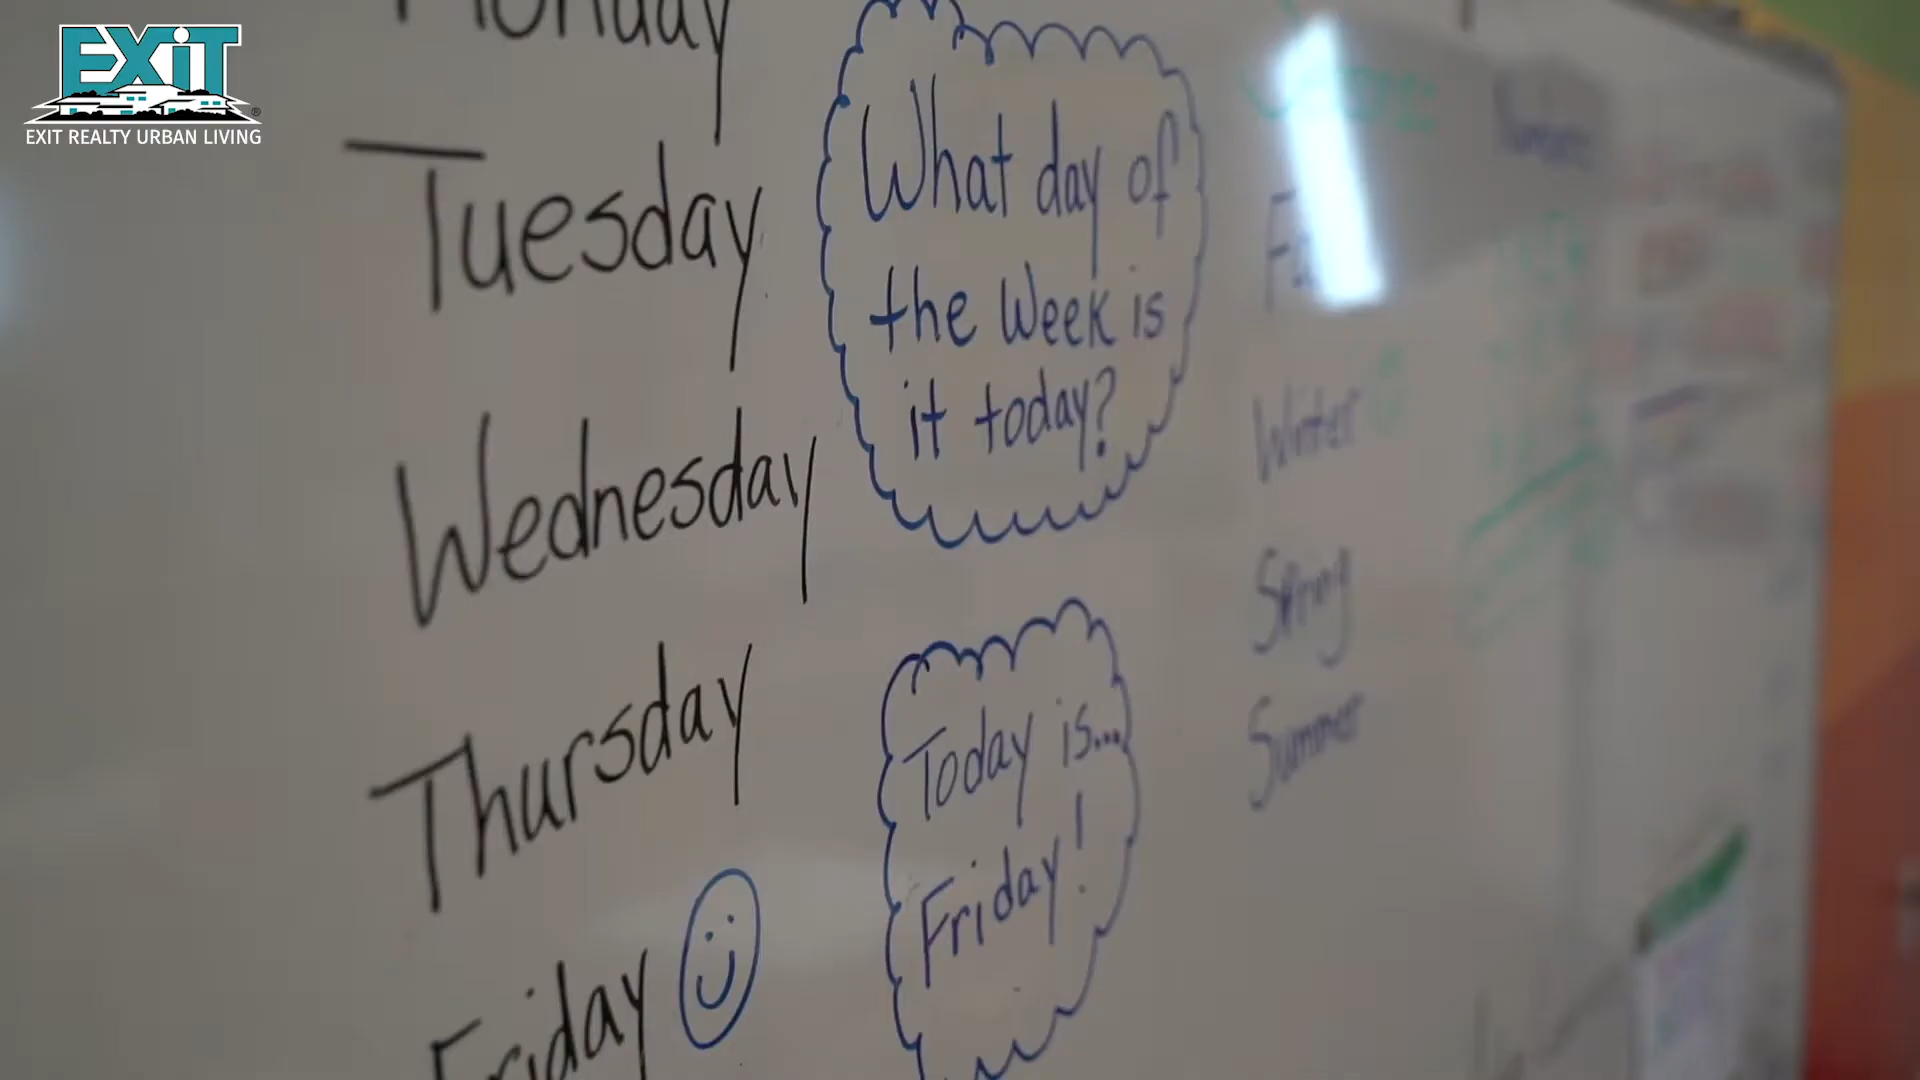 EXIT
EXIT REALTY URBAN LIVING
Monday
Tuesday
Wednesday
Thursday
Friday
What day of
the Week is
it today?
Today is...
Friday!
Winter
Spring
Summer